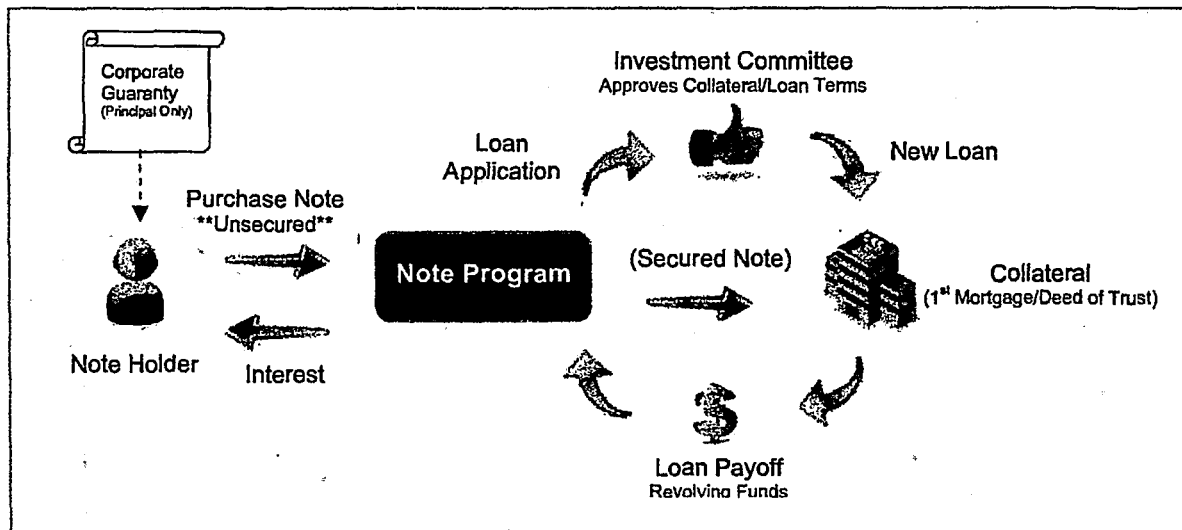 Corporate
Guaranty
(Principal Only)
Investment Committee
Approves Collateral/Loan Terms
Loan
Application
New Loan
Purchase Note
**Unsecured**
Note Program
(Secured Note)
Collateral
(1st Mortgage/Deed of Trust)
Note Holder
Interest
Loan Payoff
Revolving Funds